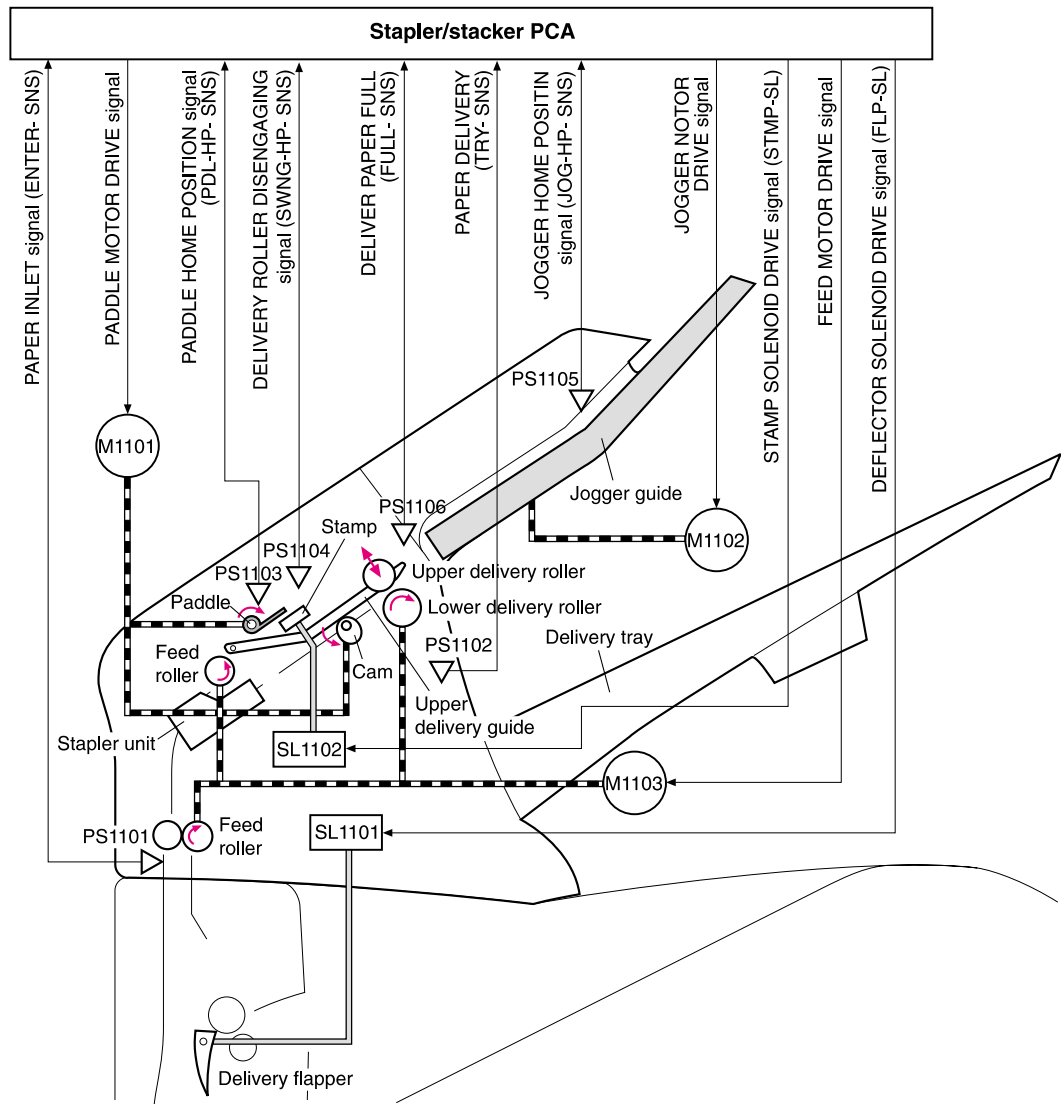 Stapler/stacker PCA
PAPER INLET signal (ENTER- SNS)
PADDLE MOTOR DRIVE signal
PADDLE HOME POSITION signal
(PDL-HP- SNS)
DELIVERY ROLLER DISENGAGING
signal (SWNG-HP- SNS)
DELIVER PAPER FULL
(FULL- SNS)
PAPER DELIVERY
(TRY- SNS)
JOGGER HOME POSITIN
signal (JOG-HP- SNS)
JOGGER NOTOR
DRIVE signal
STAMP SOLENOID DRIVE signal (STMP-SL)
FEED MOTOR DRIVE signal
DEFLECTOR SOLENOID DRIVE signal (FLP-SL)
PS1105
M1101
Jogger guide
PS1106
Stamp
M1102
PS1104
PS1103
Upper delivery roller
Paddle
Lower delivery roller
Delivery tray
PS1102
Feed
roller
Cam
Upper
delivery guide
Stapler unit
SL1102
M1103
PS1101
Feed
roller
SL1101
Delivery flapper